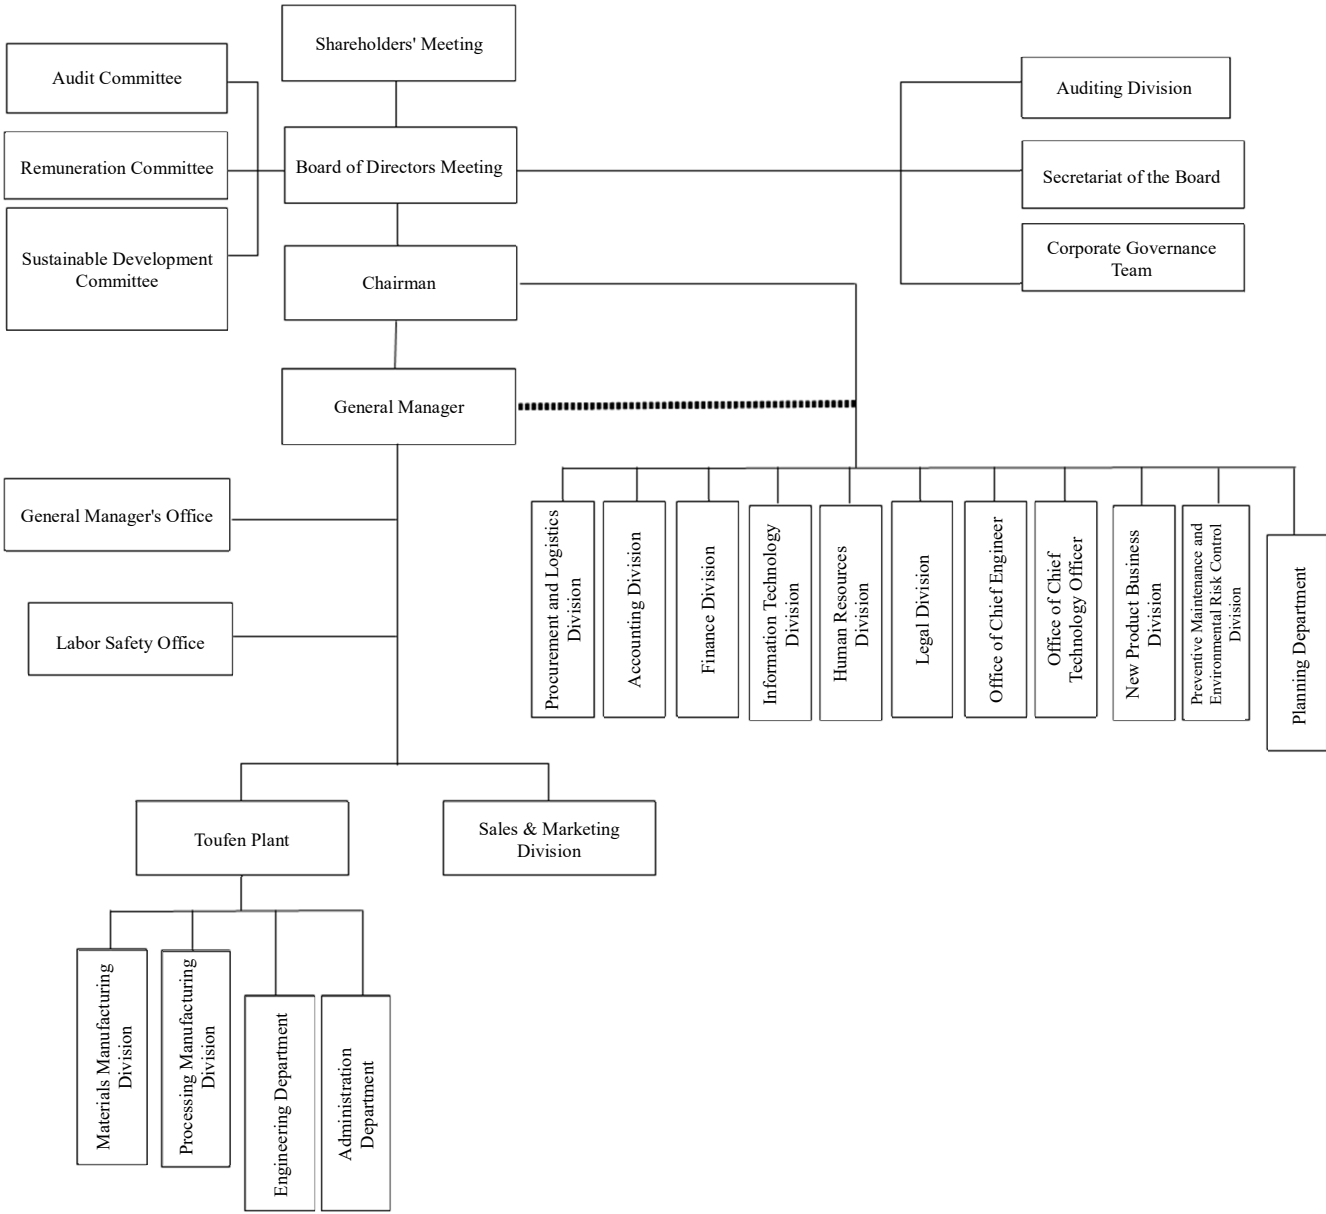 Shareholders' Meeting
Audit Committee
Auditing Division
Remuneration Committee
Board of Directors Meeting
Secretariat of the Board
Sustainable Development
Committee
Chairman
Corporate Governance
Team
General Manager
General Manager's Office
Labor Safety Office
Procurement and Logistics
Division
Accounting Division
Finance Division
Information Technology
Division
Human Resources
Division
Legal Division
Office of Chief Engineer
Office of Chief
Technology Officer
New Product Business
Division
Preventive Maintenance and
Environmental Risk Control
Division
Planning Department
Toufen Plant
Sales & Marketing
Division
Materials Manufacturing
Division
Processing Manufacturing
Division
Engineering Department
Administration
Department